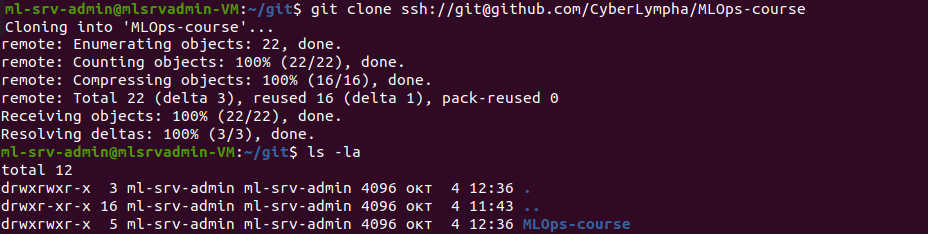 ml-srv-admin@mlsrvadmin-VM:~/git$ git clone ssh://git@github.com/CyberLympha/MLOps-course
Cloning into 'MLOps-course'...
remote: Enumerating objects: 22, done.
remote: Counting objects: 100% (22/22), done.
remote: Compressing objects: 100% (16/16), done.
remote: Total 22 (delta 3), reused 16 (delta 1), pack-reused 0
Receiving objects: 100% (22/22), done.
Resolving deltas: 100% (3/3), done.
ml-srv-admin@mlsrvadmin-VM:~/git$ ls -la
total 12
drwxrwxr-x  3 ml-srv-admin ml-srv-admin 4096 окт  4 12:36 .
drwxr-xr-x 16 ml-srv-admin ml-srv-admin 4096 окт  4 11:43 ..
drwxrwxr-x  5 ml-srv-admin ml-srv-admin 4096 окт  4 12:36 MLOps-course